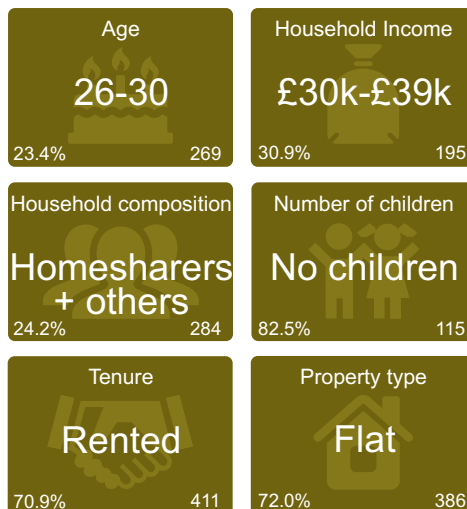 Age
26-30
23.4% 269
Household Income
£30k-£39k
30.9% 195
Household composition
Homesharers
+ others
24.2% 284
Number of children
No children
82.5% 115
Tenure
Rented
70.9% 411
Property type
Flat
72.0% 386